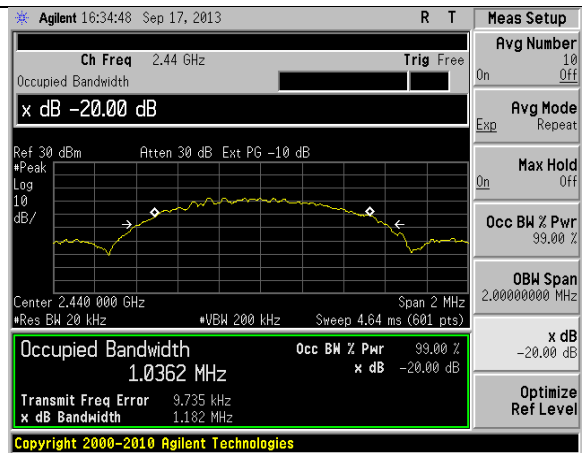 Agilent 16:34:48 Sep 17, 2013 R T
Ch Freq 2.44 GHz Trig Free
Occupied Bandwidth
x dB -20.00 dB
Ref 30 dBm Atten 30 dB Ext PG -10 dB
#Peak
Log
10
dB/
Center 2.440 000 GHz Span 2 MHz
#Res BW 20 kHz #VBW 200 kHz Sweep 4.64 ms (601 pts)
Occupied Bandwidth Occ BW % Pwr 99.00 %
1.0362 MHz x dB -20.00 dB
Transmit Freq Error 9.735 kHz
x dB Bandwidth 1.182 MHz
Copyright 2000-2010 Agilent Technologies
Meas Setup
Avg Number
10
On Off
Avg Mode
Exp Repeat
Max Hold
On Off
Occ BW % Pwr
99.00 %
OBW Span
2.00000000 MHz
x dB
-20.00 dB
Optimize
Ref Level